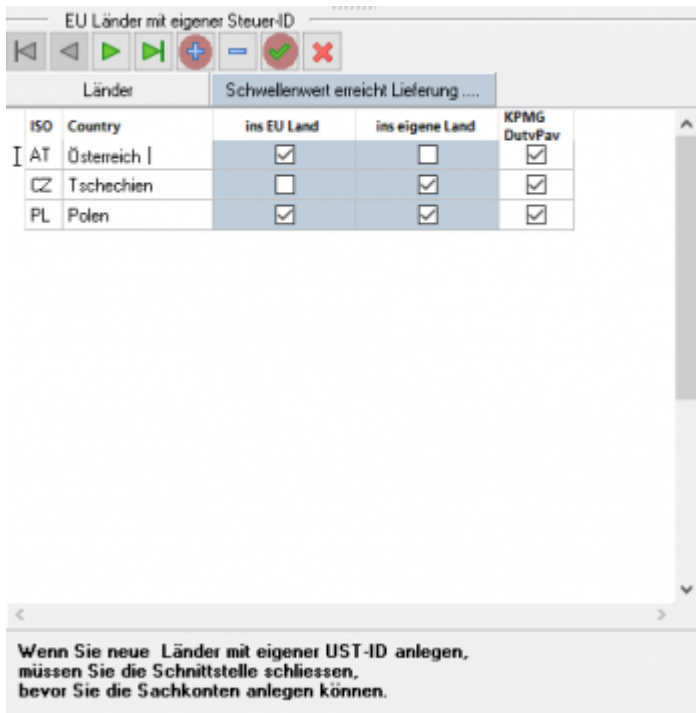 EU Länder mit eigener Steuer-ID
Länder Schwellenwert erreicht Lieferung ....
ISO Country ins EU Land ins eigene Land KPMG DutyPay
AT Österreich
CZ Tschechien
PL Polen
Wenn Sie neue Länder mit eigener UST-ID anlegen,
müssen Sie die Schnittstelle schliessen,
bevor Sie die Sachkonten anlegen können.